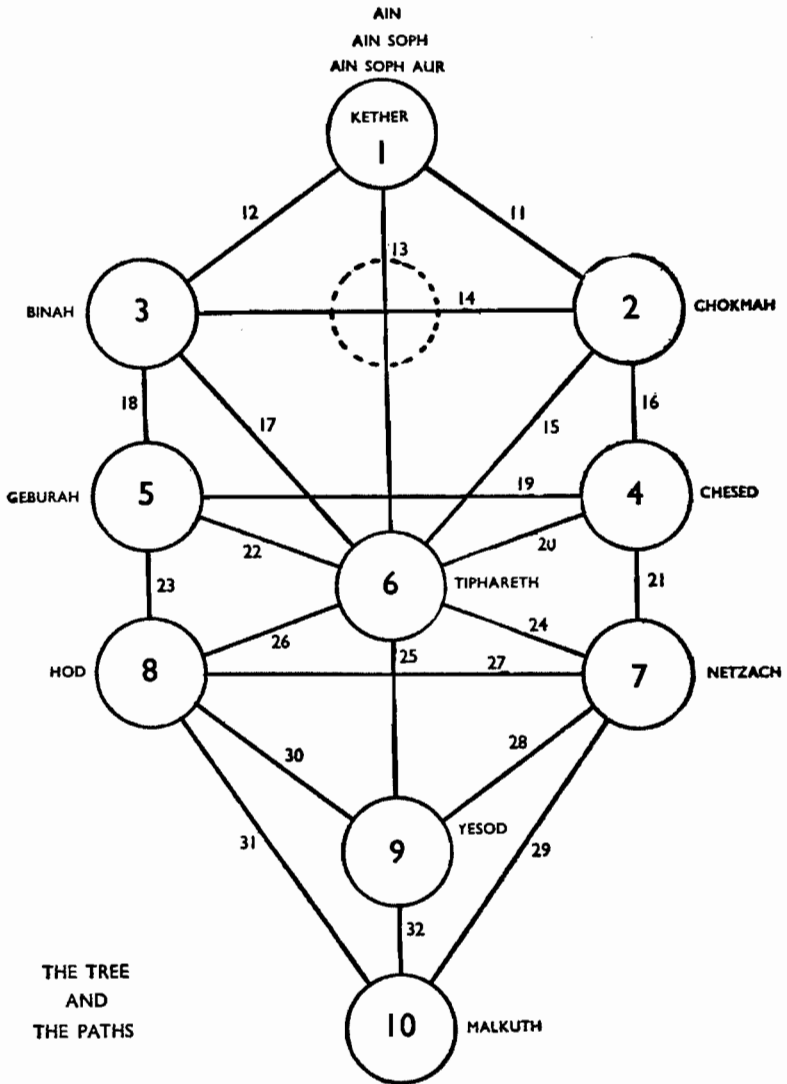 AIN
AIN SOPH
AIN SOPH AUR
KETHER
1
12
11
13
14
BINAH
3
2
CHOKMAH
18
17
15
16
GEBURAH
5
19
4
CHESED
22
20
23
6
TIPHARETH
21
26
24
25
27
HOD
8
7
NETZACH
30
28
31
9
YESOD
29
32
THE TREE
AND
THE PATHS
10
MALKUTH